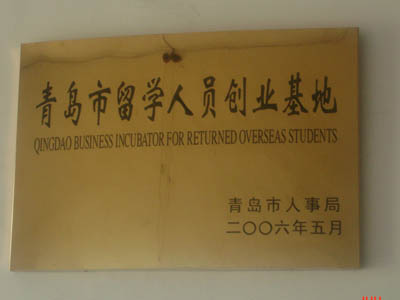 青岛市留学人员创业基地
QINGDAO BUSINESS INCUBATOR FOR RETURNED OVERSEAS STUDENTS
青岛市人事局
二〇〇六年五月